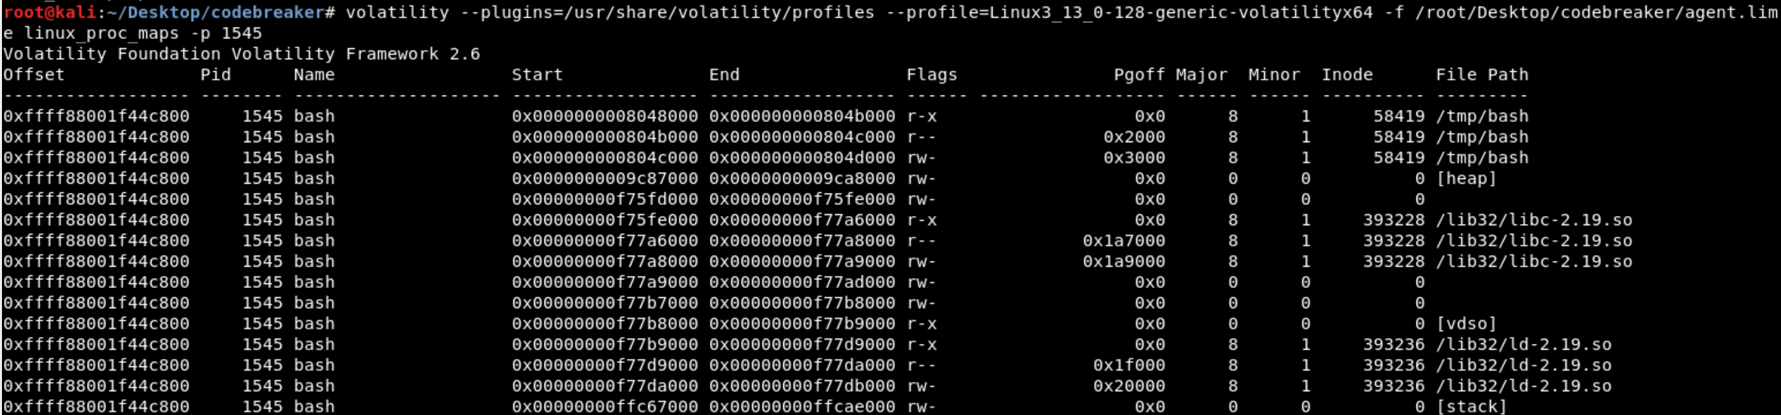 root@kali:~/Desktop/codebreaker# volatility --plugins=/usr/share/volatility/profiles --profile=Linux3_13_0-128-generic-volatilityx64 -f /root/Desktop/codebreaker/agent.lim
e linux_proc_maps -p 1545
Volatility Foundation Volatility Framework 2.6
Offset             Pid      Name                 Start              End                Flags               Pgoff Major  Minor  Inode      File Path
------------------ -------- -------------------- ------------------ ------------------ ------ ------------------ ------ ------ ---------- ---------
0xffff88001f44c800     1545 bash                 0x0000000008048000 0x000000000804b000 r-x                   0x0      8      1      58419 /tmp/bash
0xffff88001f44c800     1545 bash                 0x000000000804b000 0x000000000804c000 r--                0x2000      8      1      58419 /tmp/bash
0xffff88001f44c800     1545 bash                 0x000000000804c000 0x000000000804d000 rw-                0x3000      8      1      58419 /tmp/bash
0xffff88001f44c800     1545 bash                 0x0000000009c87000 0x0000000009ca8000 rw-                   0x0      0      0          0 [heap]
0xffff88001f44c800     1545 bash                 0x00000000f75fd000 0x00000000f75fe000 rw-                   0x0      0      0          0
0xffff88001f44c800     1545 bash                 0x00000000f75fe000 0x00000000f77a6000 r-x                   0x0      8      1     393228 /lib32/libc-2.19.so
0xffff88001f44c800     1545 bash                 0x00000000f77a6000 0x00000000f77a8000 r--              0x1a7000      8      1     393228 /lib32/libc-2.19.so
0xffff88001f44c800     1545 bash                 0x00000000f77a8000 0x00000000f77a9000 rw-              0x1a9000      8      1     393228 /lib32/libc-2.19.so
0xffff88001f44c800     1545 bash                 0x00000000f77a9000 0x00000000f77ad000 rw-                   0x0      0      0          0
0xffff88001f44c800     1545 bash                 0x00000000f77b7000 0x00000000f77b8000 rw-                   0x0      0      0          0
0xffff88001f44c800     1545 bash                 0x00000000f77b8000 0x00000000f77b9000 r-x                   0x0      0      0          0 [vdso]
0xffff88001f44c800     1545 bash                 0x00000000f77b9000 0x00000000f77d9000 r-x                   0x0      8      1     393236 /lib32/ld-2.19.so
0xffff88001f44c800     1545 bash                 0x00000000f77d9000 0x00000000f77da000 r--               0x1f000      8      1     393236 /lib32/ld-2.19.so
0xffff88001f44c800     1545 bash                 0x00000000f77da000 0x00000000f77db000 rw-               0x20000      8      1     393236 /lib32/ld-2.19.so
0xffff88001f44c800     1545 bash                 0x00000000ffc67000 0x00000000ffcae000 rw-                   0x0      0      0          0 [stack]